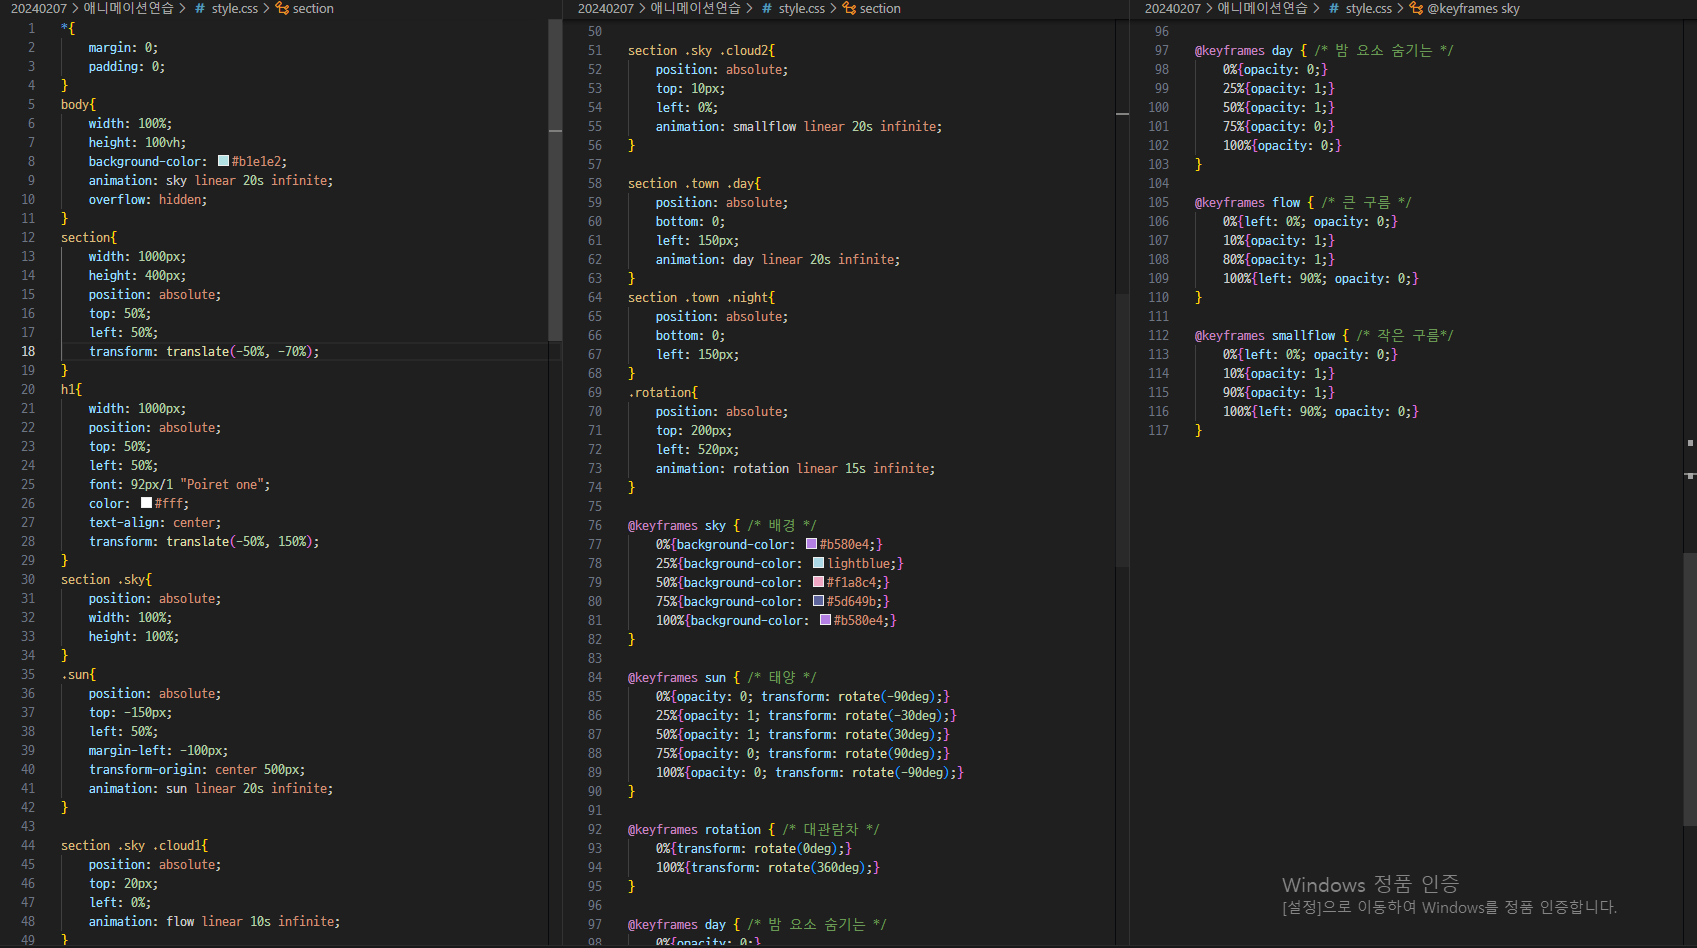 20240207 > 애니메이션연습 > # style.css > section
1 *{
2 margin: 0;
3 padding: 0;
4 }
5 body{
6 width: 100%;
7 height: 100vh;
8 background-color: #b1e1e2;
9 animation: sky linear 20s infinite;
10 overflow: hidden;
11 }
12 section{
13 width: 1000px;
14 height: 400px;
15 position: absolute;
16 top: 50%;
17 left: 50%;
18 transform: translate(-50%, -70%);
19 }
20 h1{
21 width: 1000px;
22 position: absolute;
23 top: 50%;
24 left: 50%;
25 font: 92px/1 "Poiret one";
26 color: #fff;
27 text-align: center;
28 transform: translate(-50%, 150%);
29 }
30 section .sky{
31 position: absolute;
32 width: 100%;
33 height: 100%;
34 }
35 .sun{
36 position: absolute;
37 top: -150px;
38 left: 50%;
39 margin-left: -100px;
40 transform-origin: center 500px;
41 animation: sun linear 20s infinite;
42 }
43
44 section .sky .cloud1{
45 position: absolute;
46 top: 20px;
47 left: 0%;
48 animation: flow linear 10s infinite;
49 }
20240207 > 애니메이션연습 > # style.css > section
50
51 section .sky .cloud2{
52 position: absolute;
53 top: 10px;
54 left: 0%;
55 animation: smallflow linear 20s infinite;
56 }
57
58 section .town .day{
59 position: absolute;
60 bottom: 0;
61 left: 150px;
62 animation: day linear 20s infinite;
63 }
64 section .town .night{
65 position: absolute;
66 bottom: 0;
67 left: 150px;
68 }
69 .rotation{
70 position: absolute;
71 top: 200px;
72 left: 520px;
73 animation: rotation linear 15s infinite;
74 }
75
76 @keyframes sky { /* 배경 */
77 0%{background-color: #b580e4;}
78 25%{background-color: lightblue;}
79 50%{background-color: #f1a8c4;}
80 75%{background-color: #5d649b;}
81 100%{background-color: #b580e4;}
82 }
83
84 @keyframes sun { /* 태양 */
85 0%{opacity: 0; transform: rotate(-90deg);}
86 25%{opacity: 1; transform: rotate(-30deg);}
87 50%{opacity: 1; transform: rotate(30deg);}
88 75%{opacity: 0; transform: rotate(90deg);}
89 100%{opacity: 0; transform: rotate(-90deg);}
90 }
91
92 @keyframes rotation { /* 대관람차 */
93 0%{transform: rotate(0deg);}
94 100%{transform: rotate(360deg);}
95 }
96
97 @keyframes day { /* 밤 요소 숨기는 */
98 0%{opacity: 0;}
20240207 > 애니메이션연습 > # style.css > @keyframes sky
96
97 @keyframes day { /* 밤 요소 숨기는 */
98 0%{opacity: 0;}
99 25%{opacity: 1;}
100 50%{opacity: 1;}
101 75%{opacity: 0;}
102 100%{opacity: 0;}
103 }
104
105 @keyframes flow { /* 큰 구름 */
106 0%{left: 0%; opacity: 0;}
107 10%{opacity: 1;}
108 80%{opacity: 1;}
109 100%{left: 90%; opacity: 0;}
110 }
111
112 @keyframes smallflow { /* 작은 구름*/
113 0%{left: 0%; opacity: 0;}
114 10%{opacity: 1;}
115 90%{opacity: 1;}
116 100%{left: 90%; opacity: 0;}
117 }
Windows 정품 인증
[설정]으로 이동하여 Windows를 정품 인증합니다.